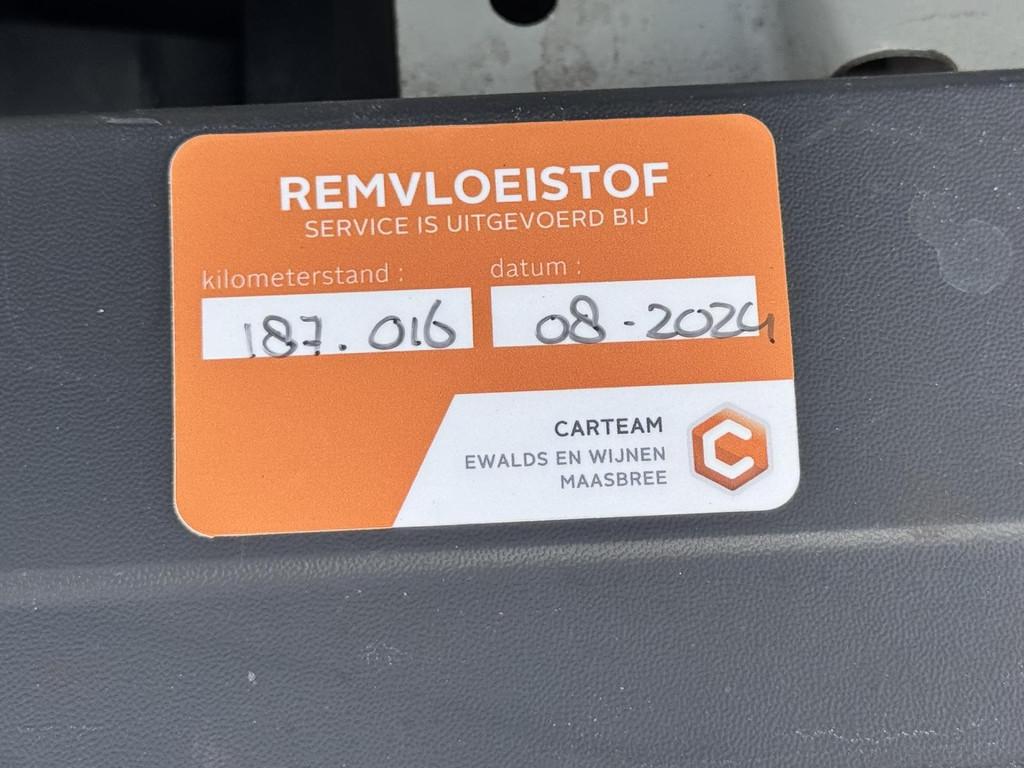 REMVLOEISTOF
SERVICE IS UITGEVOERD BIJ
kilometerstand : datum :
187.016 08-2024
CARTEAM
EWALDS EN WIJNEN
MAASBREE